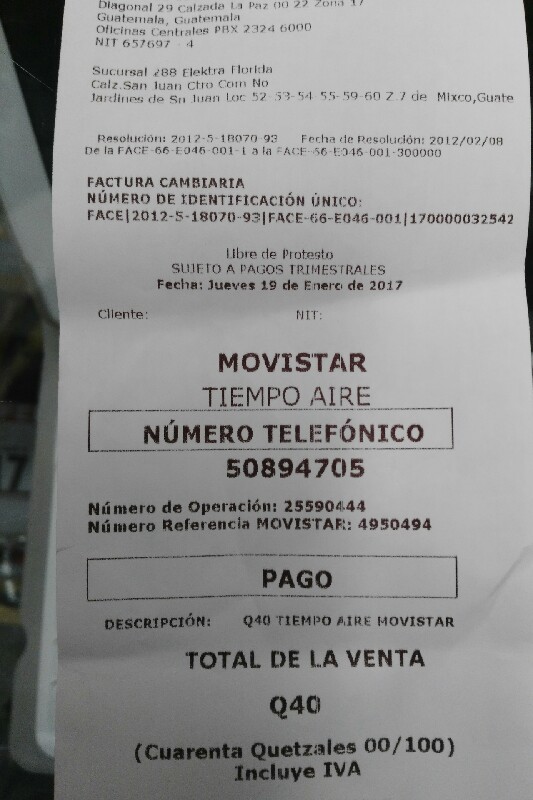 Diagonal 29 Calzada La Paz 00 22 Zona 17
Guatemala, Guatemala
Oficinas Centrales PBX 2324 6000
NIT 657697 - 4
Sucursal 288 Elektra Florida
Calz.San Juan Ctro Com No
Jardines de Sn Juan Loc 52-53-54-55-59-60 Z.7 de Mixco,Guate
Resolución: 2012-5-18070-93 Fecha de Resolución: 2012/02/08
De la FACE-66-E046-001-1 a la FACE-66-E046-001-300000
FACTURA CAMBIARIA
NÚMERO DE IDENTIFICACIÓN ÚNICO:
FACE|2012-5-18070-93|FACE-66-E046-001|170000032542
Libre de Protesto
SUJETO A PAGOS TRIMESTRALES
Fecha: Jueves 19 de Enero de 2017
Cliente: NIT:
MOVISTAR
TIEMPO AIRE
NÚMERO TELEFÓNICO
50894705
Número de Operación: 25590444
Número Referencia MOVISTAR: 4950494
PAGO
DESCRIPCIÓN: Q40 TIEMPO AIRE MOVISTAR
TOTAL DE LA VENTA
Q40
(Cuarenta Quetzales 00/100)
Incluye IVA